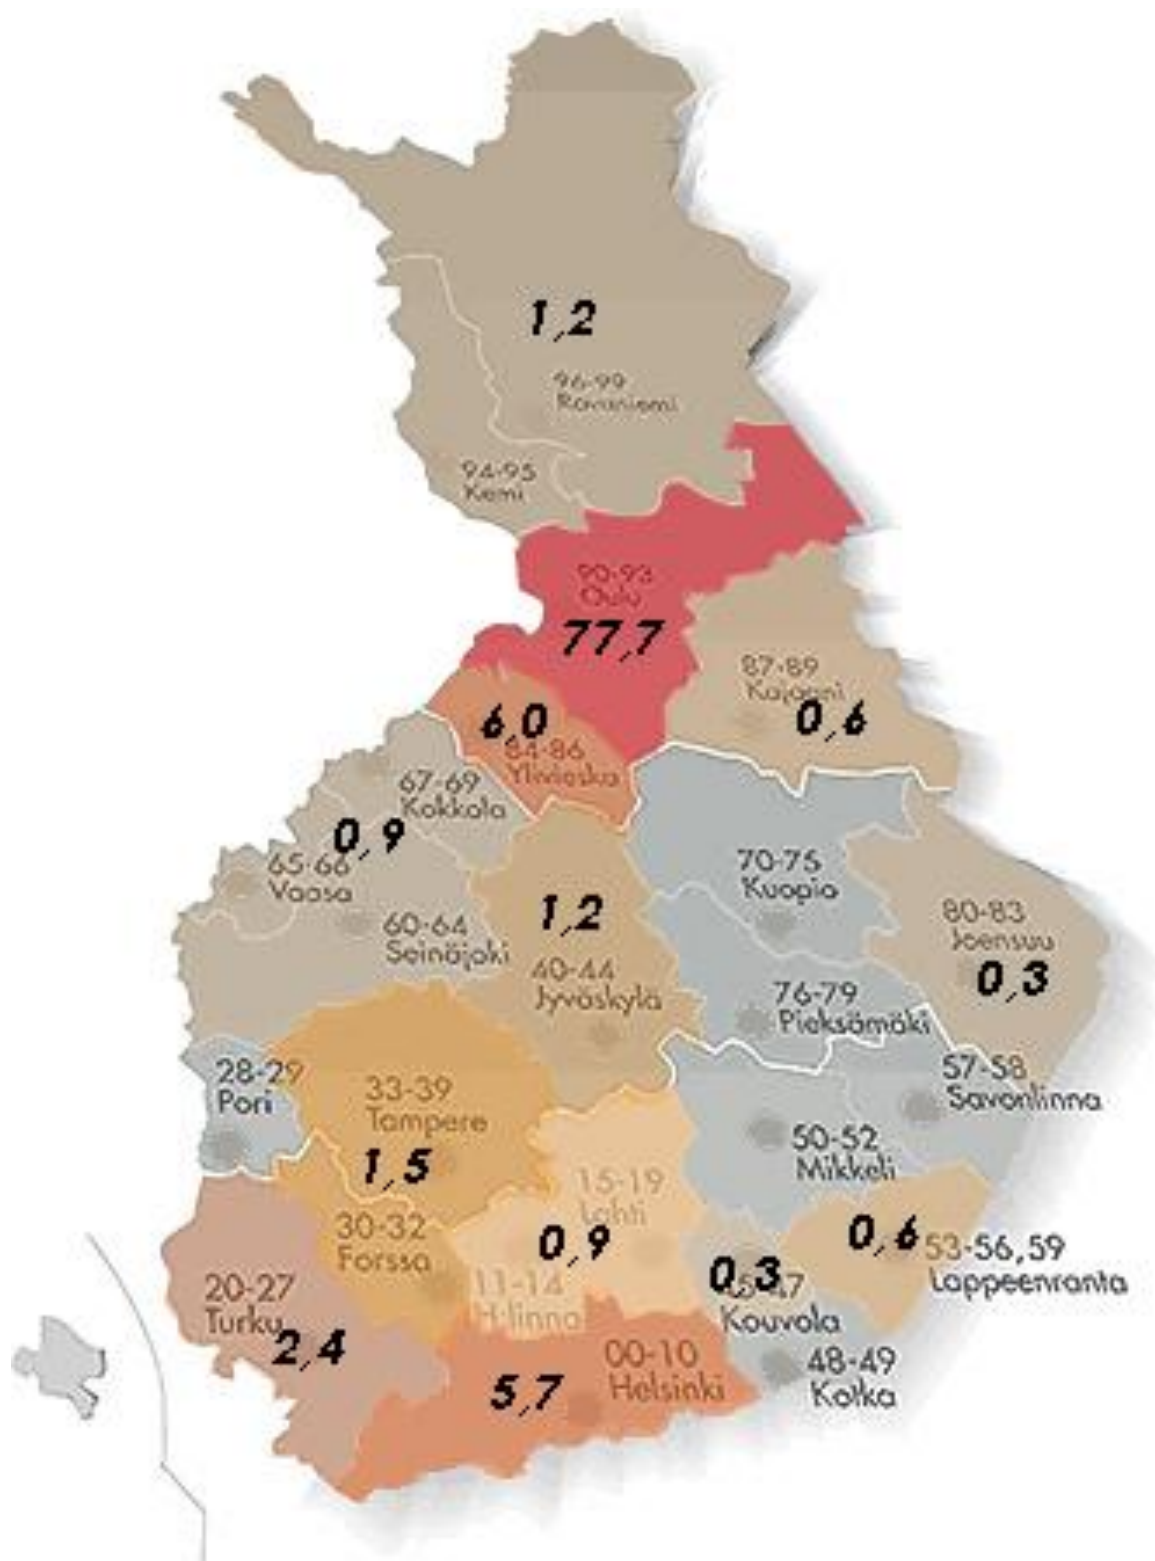 1,2
96-99
Rovaniemi
94-95
Kemi
90-93
Oulu
77,7
87-89
Kajaani
0,6
6,0
84-86
Ylivieska
67-69
Kokkola
0,9
65-66
Vaasa
70-75
Kuopio
1,2
60-64
Seinäjoki
80-83
Joensuu
0,3
40-44
Jyväskylä
76-79
Pieksämäki
28-29
Pori
57-58
Savonlinna
33-39
Tampere
1,5
50-52
Mikkeli
15-19
Lahti
0,9
30-32
Forssa
0,6
53-56,59
Lappeenranta
11-14
H-linna
0,3
Kouvola
20-27
Turku
2,4
00-10
Helsinki
5,7
48-49
Kotka